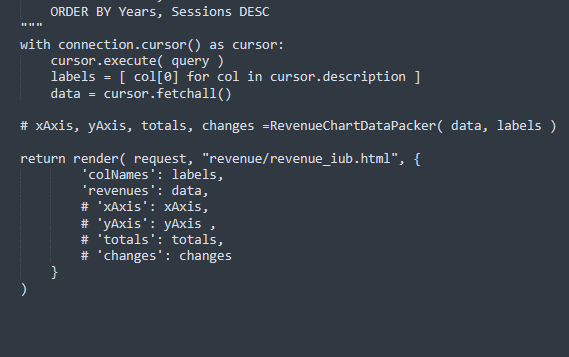 ORDER BY Years, Sessions DESC
"""
with connection.cursor() as cursor:
cursor.execute( query )
labels = [ col[0] for col in cursor.description ]
data = cursor.fetchall()
# xAxis, yAxis, totals, changes =RevenueChartDataPacker( data, labels )
return render( request, "revenue/revenue_iub.html", {
'colNames': labels,
'revenues': data,
# 'xAxis': xAxis,
# 'yAxis': yAxis ,
# 'totals': totals,
# 'changes': changes
}
)